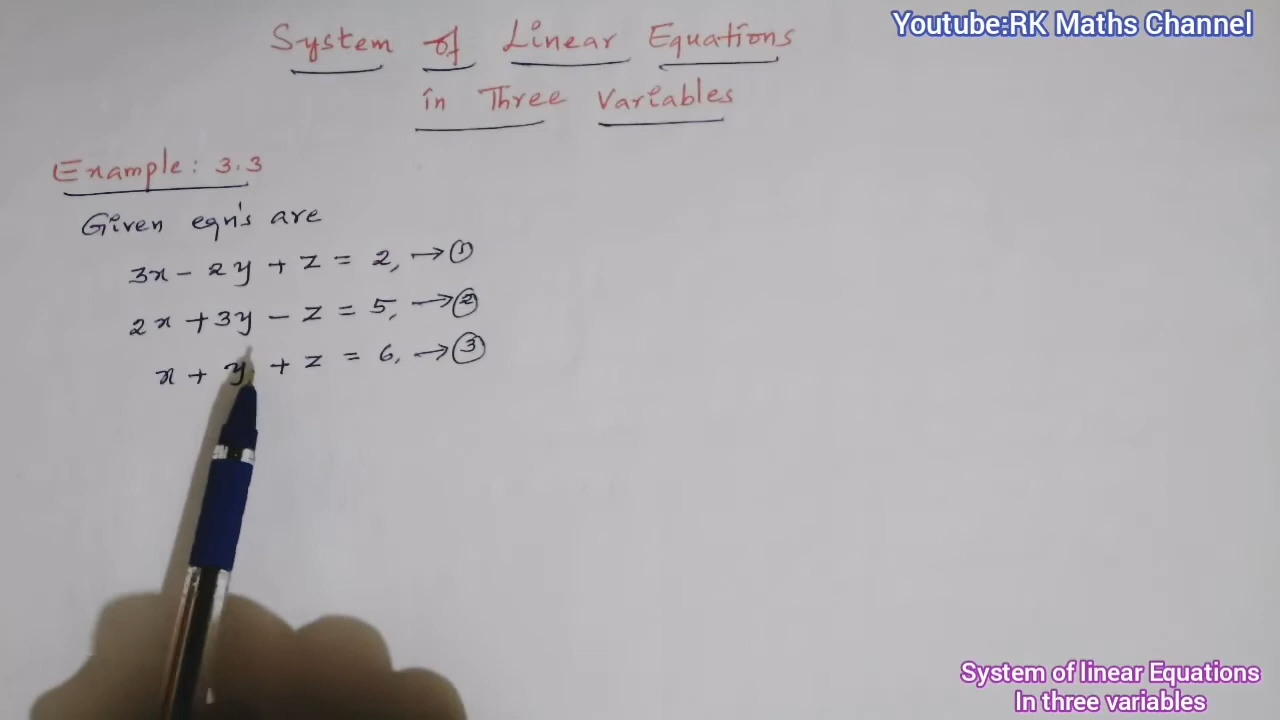 Youtube:RK Maths Channel
System of Linear Equations
in Three Variables
Example: 3.3
Given eqn's are
3x - 2y + z = 2, → ①
2x + 3y - z = 5, → ②
x + y + z = 6, → ③
System of linear Equations
In three variables